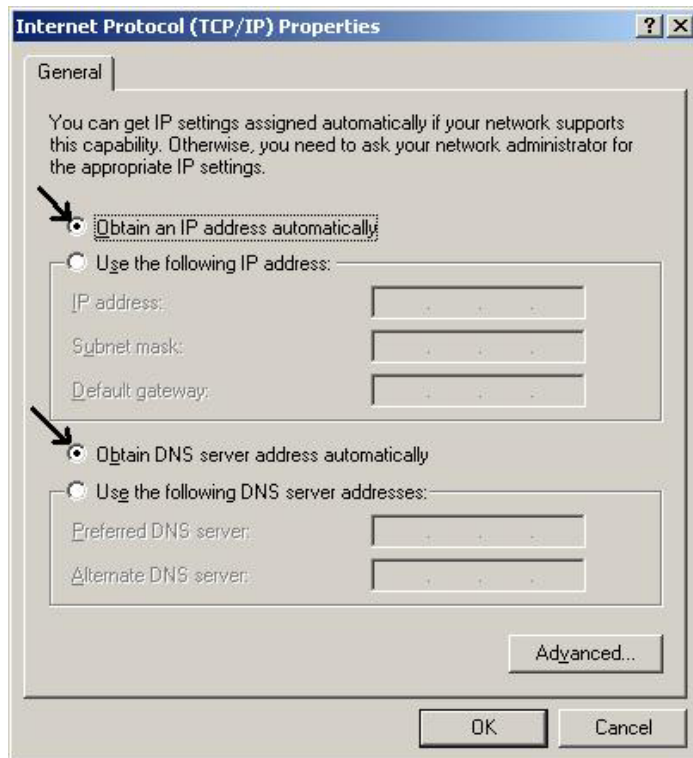 Internet Protocol (TCP/IP) Properties
General
You can get IP settings assigned automatically if your network supports
this capability. Otherwise, you need to ask your network administrator for
the appropriate IP settings.
Obtain an IP address automatically
Use the following IP address:
IP address:
Subnet mask:
Default gateway:
Obtain DNS server address automatically
Use the following DNS server addresses:
Preferred DNS server:
Alternate DNS server:
Advanced...
OK Cancel